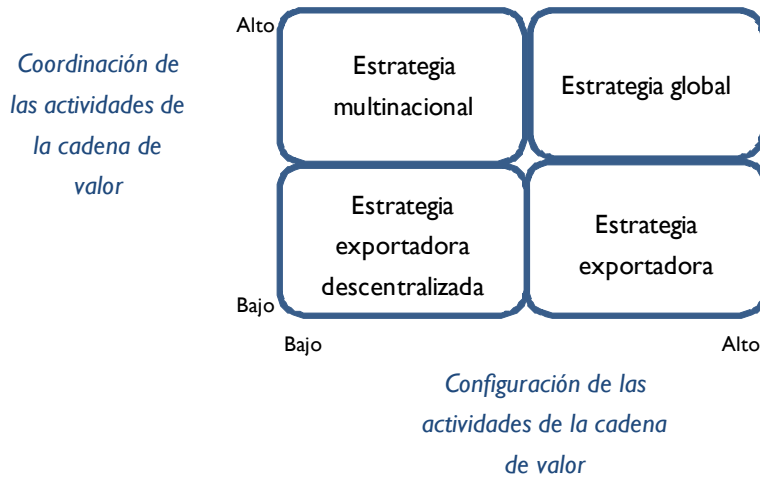 Alto
Coordinación de
las actividades de
la cadena de
valor
Estrategia
multinacional
Estrategia global
Estrategia
exportadora
descentralizada
Estrategia
exportadora
Bajo
Bajo
Alto
Configuración de las
actividades de la cadena
de valor